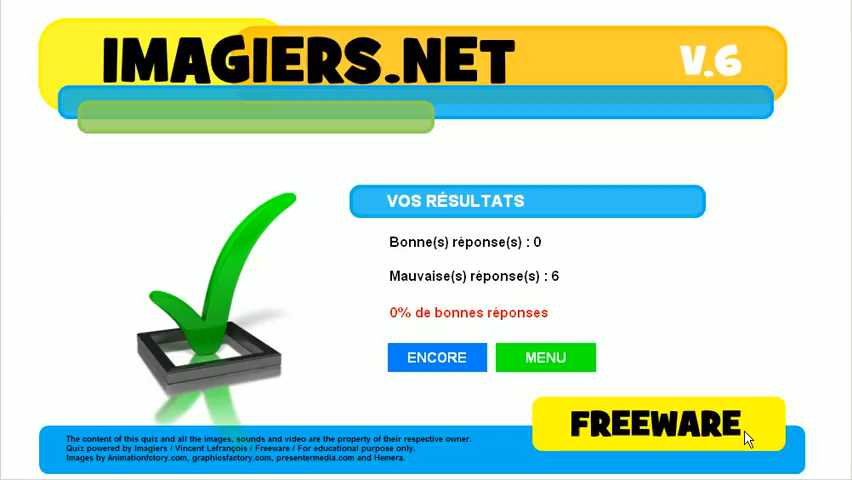 IMAGIERS.NET
V.6
VOS RÉSULTATS
Bonne(s) réponse(s) : 0
Mauvaise(s) réponse(s) : 6
0% de bonnes réponses
ENCORE
MENU
FREEWARE
The content of this quiz and all the images, sounds and video are the property of their respective owner.
Quiz powered by Imagiers / Vincent Lefrançois / Freeware / For educational purpose only.
Images by Animationfctory.com, graphicsfactory.com, presentermedia.com and Hemera.